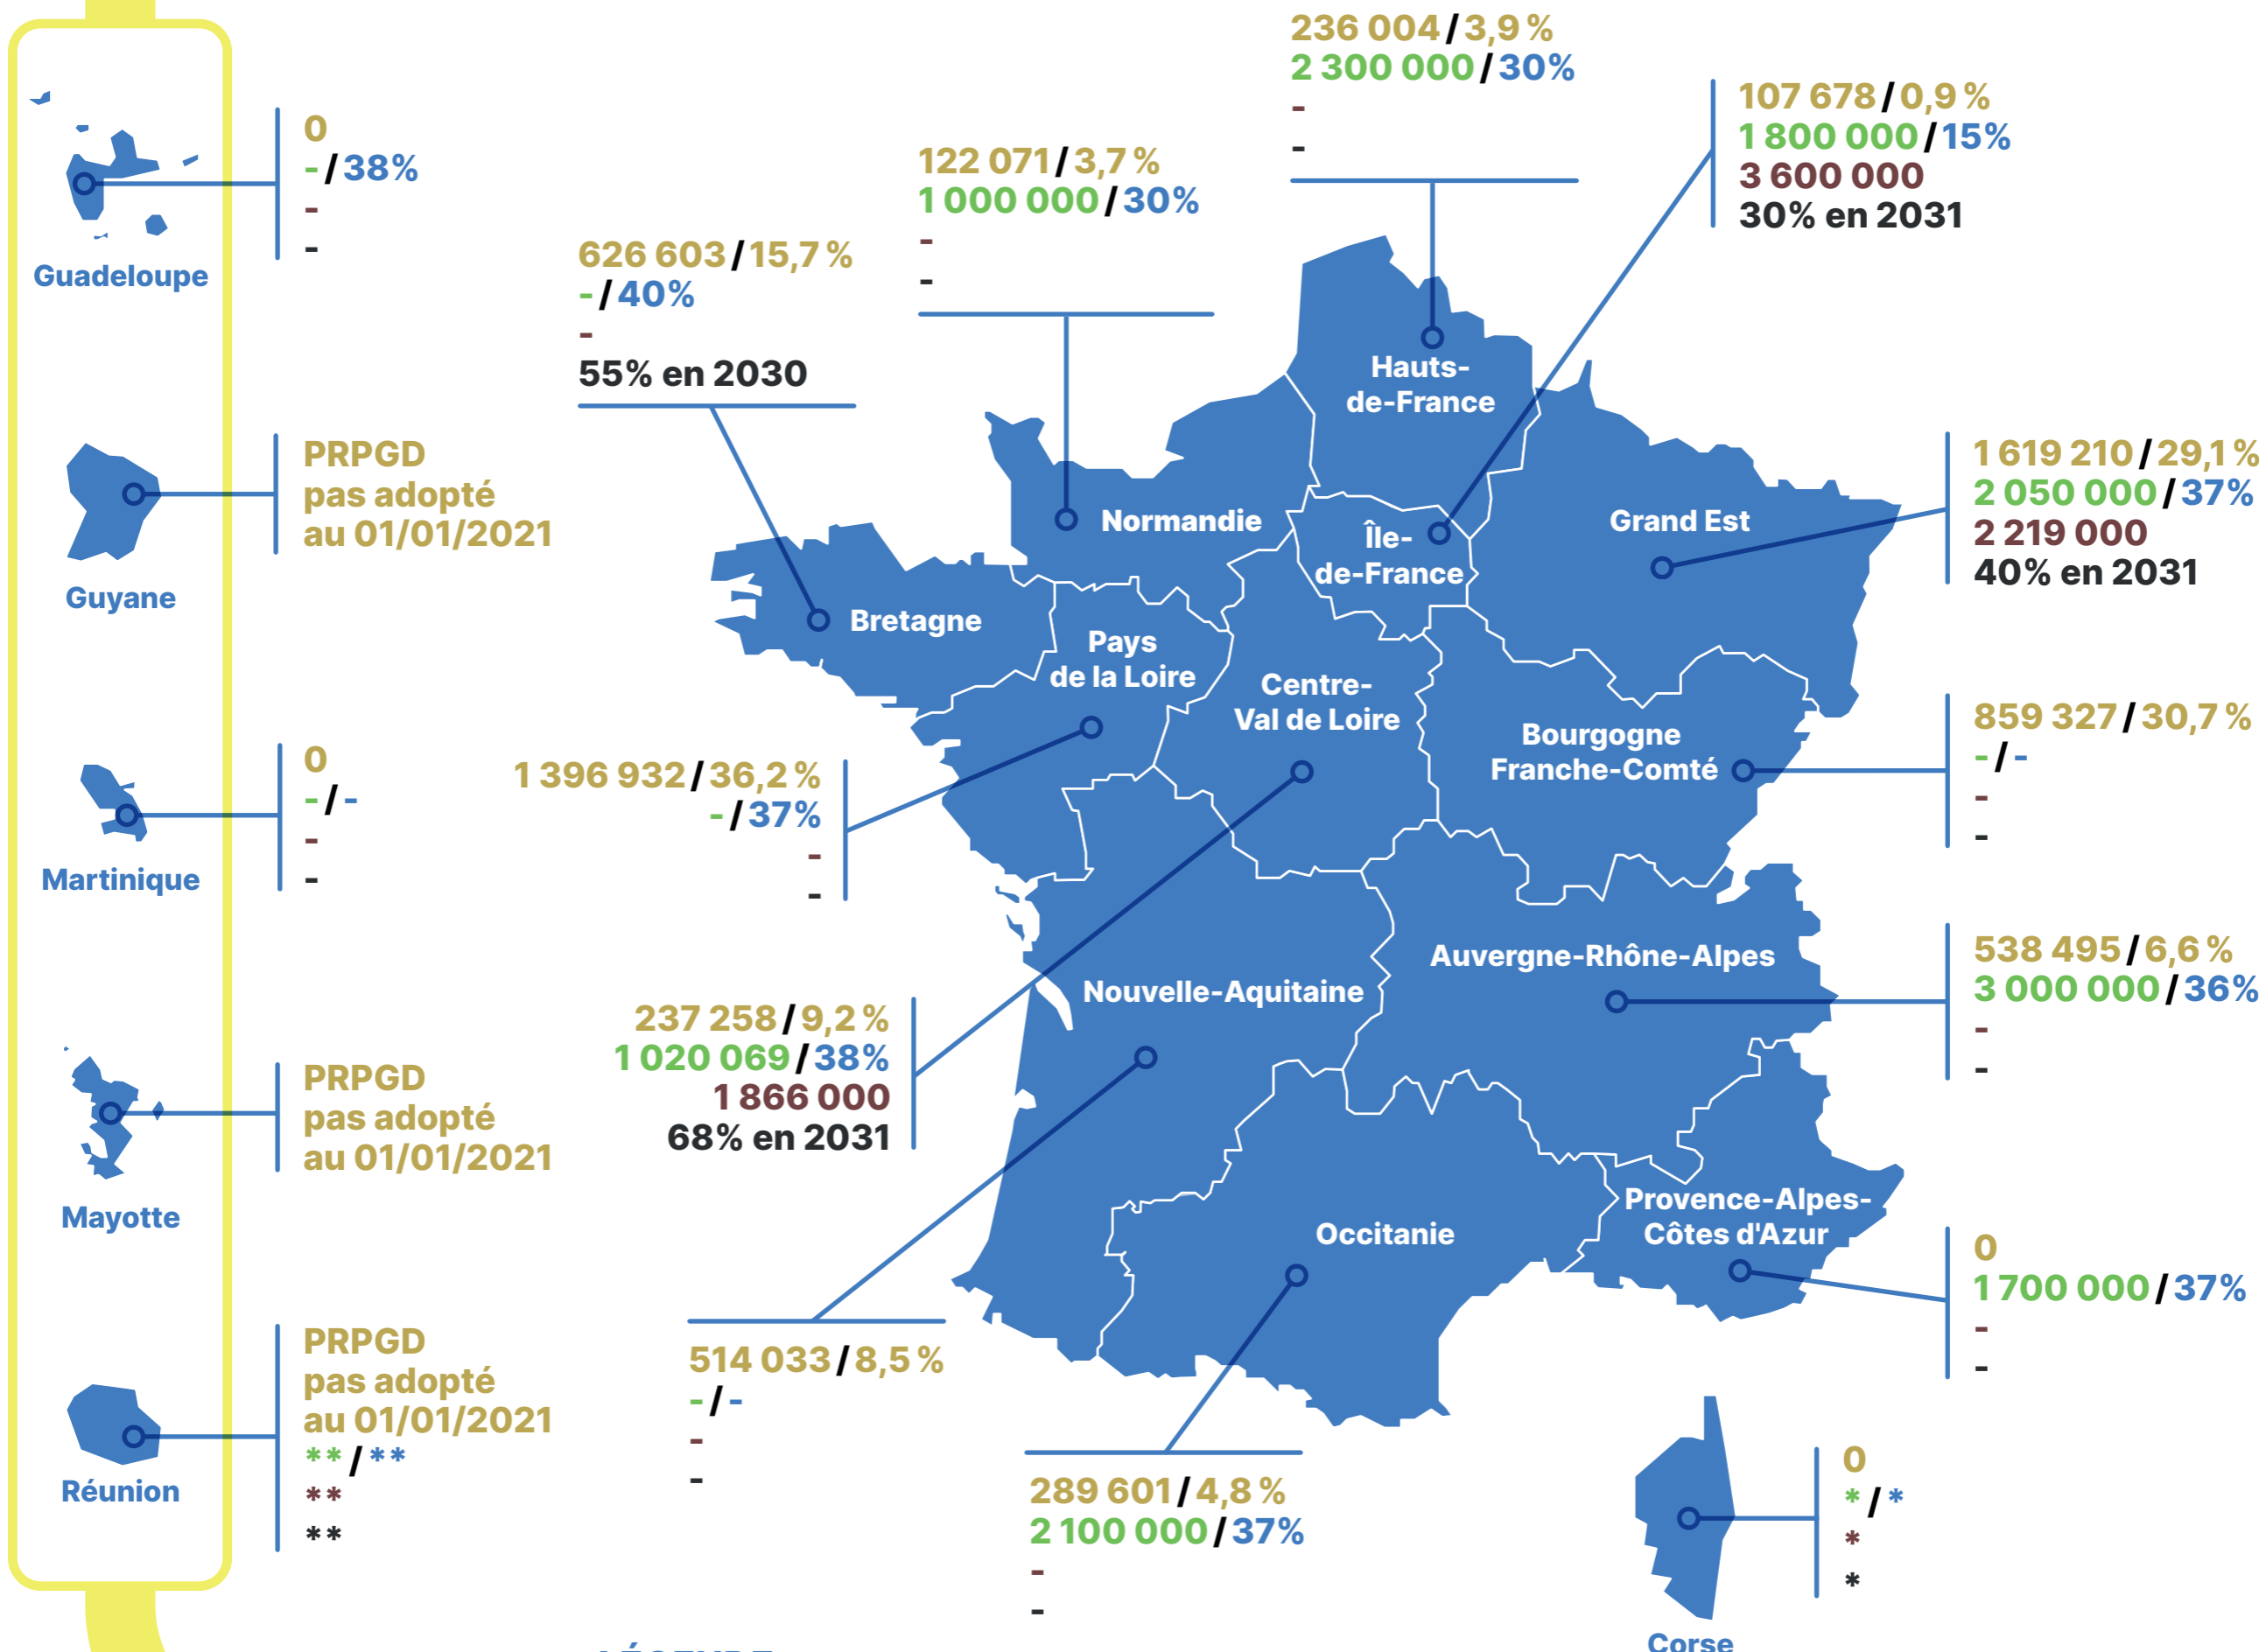 236 004 / 3,9 %
2 300 000 / 30%
-
-
107 678 / 0,9 %
1 800 000 / 15%
3 600 000
30% en 2031
122 071 / 3,7 %
1 000 000 / 30%
-
-
626 603 / 15,7 %
- / 40%
-
55% en 2030
0
- / 38%
-
-
Guadeloupe
PRPGD
pas adopté
au 01/01/2021
Guyane
0
- / -
-
-
Martinique
PRPGD
pas adopté
au 01/01/2021
Mayotte
PRPGD
pas adopté
au 01/01/2021
** / **
**
**
Réunion
Hauts-
de-France
Normandie
Île-
de-France
Grand Est
1 619 210 / 29,1 %
2 050 000 / 37%
2 219 000
40% en 2031
Bretagne
Pays
de la Loire
Centre-
Val de Loire
Bourgogne
Franche-Comté
859 327 / 30,7 %
- / -
-
-
1 396 932 / 36,2 %
- / 37%
-
-
Auvergne-Rhône-Alpes
538 495 / 6,6 %
3 000 000 / 36%
-
-
Nouvelle-Aquitaine
237 258 / 9,2 %
1 020 069 / 38%
1 866 000
68% en 2031
Provence-Alpes-
Côtes d'Azur
0
1 700 000 / 37%
-
-
Occitanie
514 033 / 8,5 %
- / -
-
-
289 601 / 4,8 %
2 100 000 / 37%
-
-
0
* / *
*
*
Corse
LÉGENDE